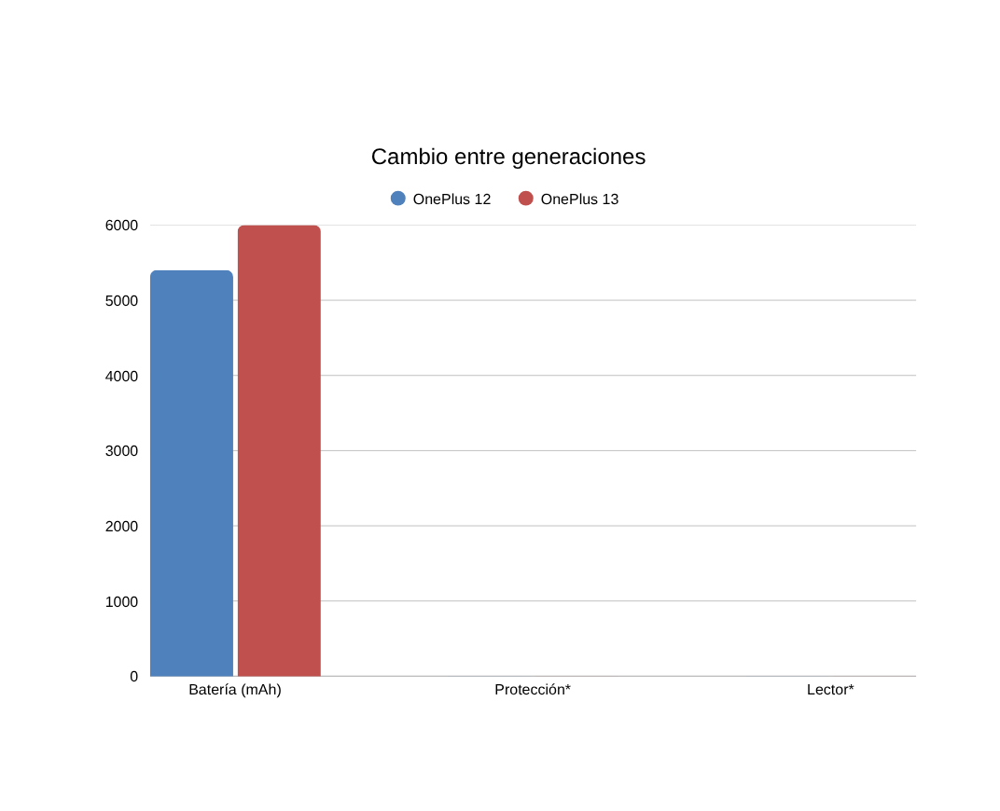 Cambio entre generaciones
OnePlus 12 OnePlus 13
6000
5000
4000
3000
2000
1000
0
Batería (mAh) Protección* Lector*